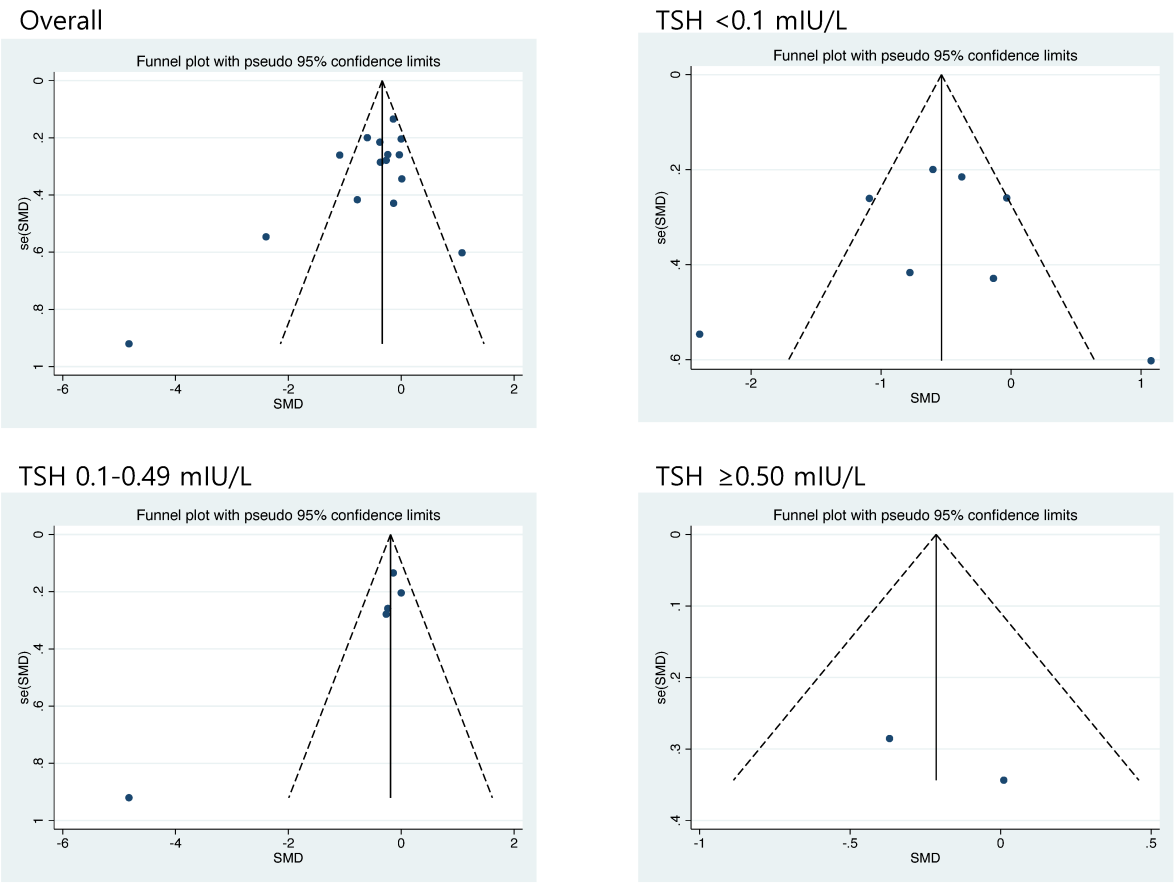 Overall
Funnel plot with pseudo 95% confidence limits
se(SMD)
0
.2
.4
.6
.8
1
-6
-4
-2
0
2
SMD
TSH <0.1 mIU/L
Funnel plot with pseudo 95% confidence limits
se(SMD)
0
.2
.4
.6
-2
-1
0
1
SMD
TSH 0.1-0.49 mIU/L
Funnel plot with pseudo 95% confidence limits
se(SMD)
0
.2
.4
.6
.8
1
-6
-4
-2
0
2
SMD
TSH ≥0.50 mIU/L
Funnel plot with pseudo 95% confidence limits
se(SMD)
0
.1
.2
.3
.4
-1
-.5
0
.5
SMD